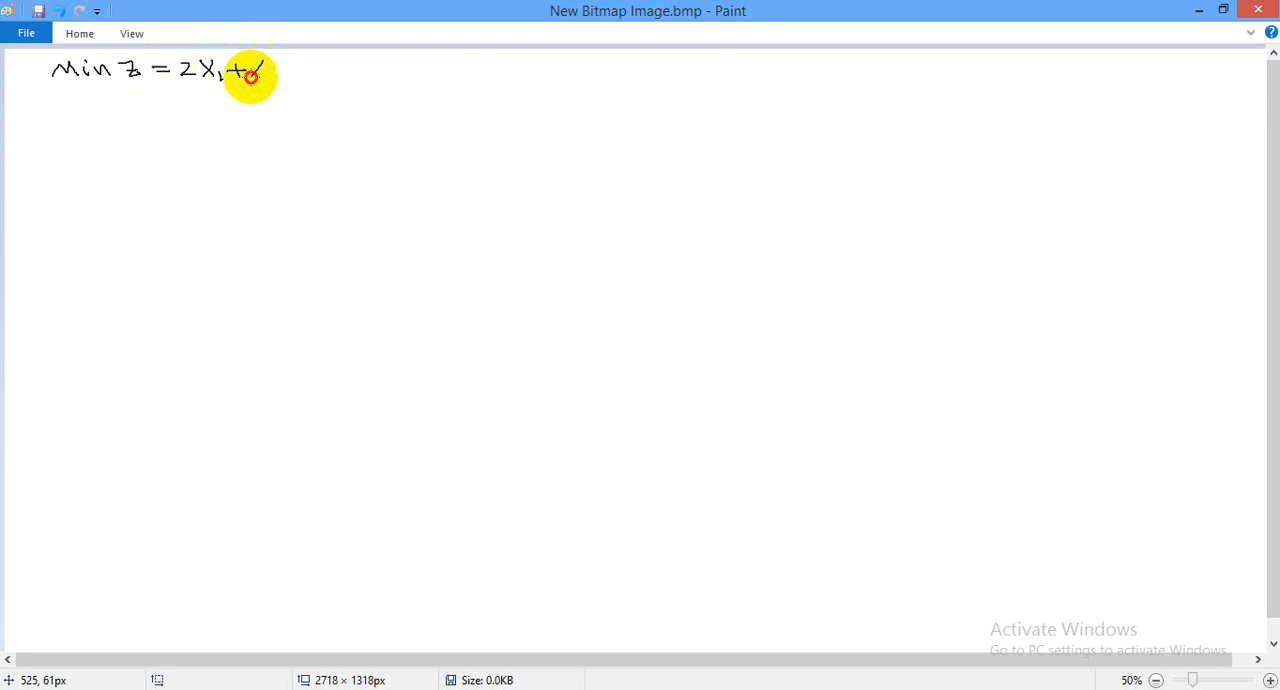 New Bitmap Image.bmp - Paint
File Home View
Min Z = 2X₁ +
Activate Windows
Go to PC settings to activate Windows.
525, 61px 2718 × 1318px Size: 0.0KB 50%